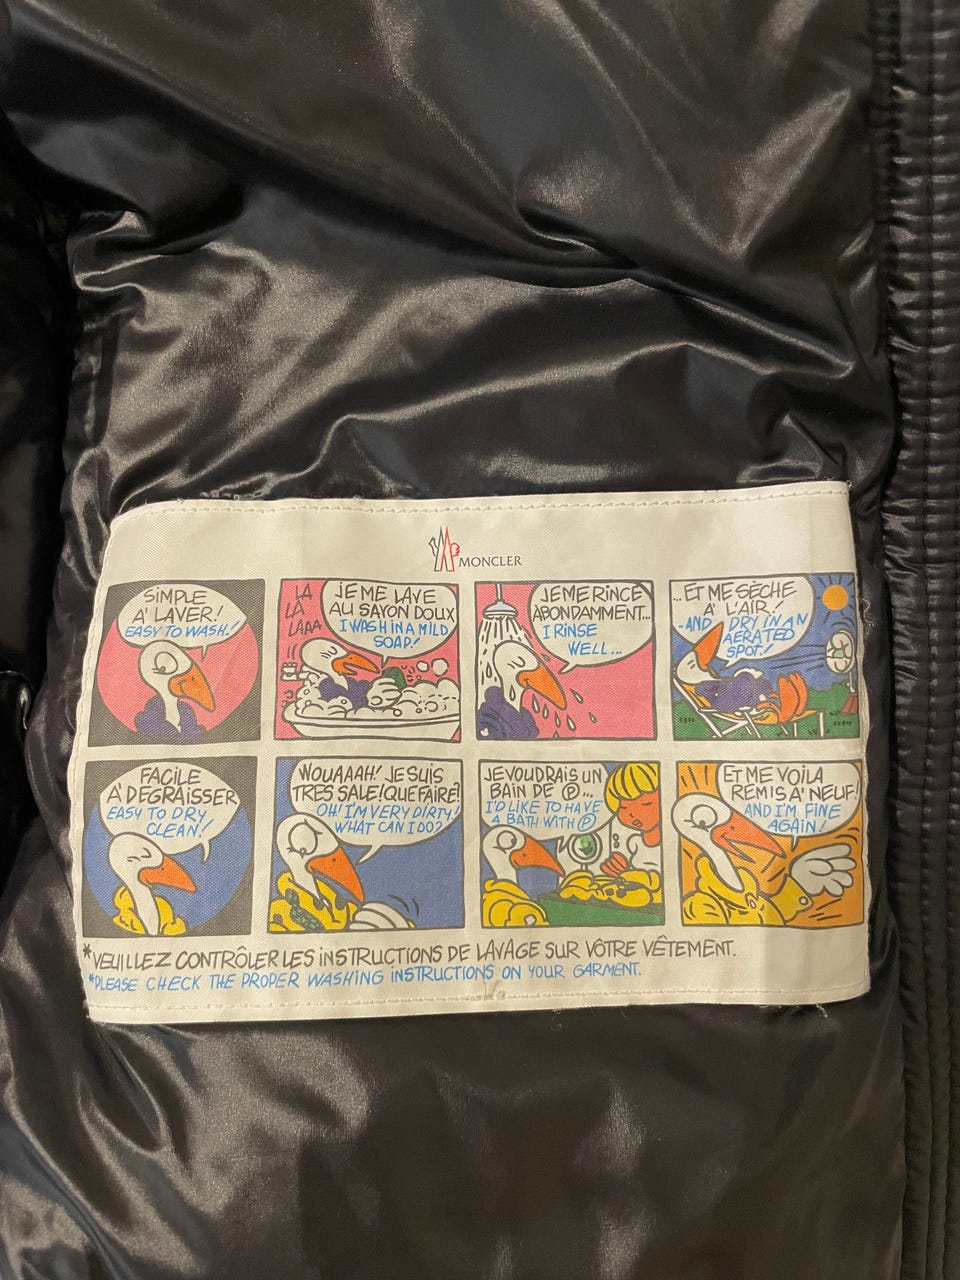 MONCLER
SIMPLE
A' LAVER!
EASY TO WASH!
LA
LA
LAAA
JE ME LAVE
AU SAVON DOUX
I WASH IN A MILD
SOAP!
JE ME RINCE
ABONDAMMENT...
I RINSE
WELL...
...ET ME SÈCHE
A' L'AIR!
-AND DRY IN AN
AERATED
SPOT!
FACILE
A' DEGRAISSER
EASY TO DRY
CLEAN!
WOUAAAH! JE SUIS
TRES SALE! QUE FAIRE?
OH! I'M VERY DIRTY!
WHAT CAN I DO?
JE VOUDRAIS UN
BAIN DE Ⓟ...
I'D LIKE TO HAVE
A BATH WITH Ⓟ
ET ME VOILA
REMIS A' NEUF!
AND I'M FINE
AGAIN!
*VEUILLEZ CONTRÔLER LES INSTRUCTIONS DE LAVAGE SUR VÔTRE VÊTEMENT.
*PLEASE CHECK THE PROPER WASHING INSTRUCTIONS ON YOUR GARMENT.